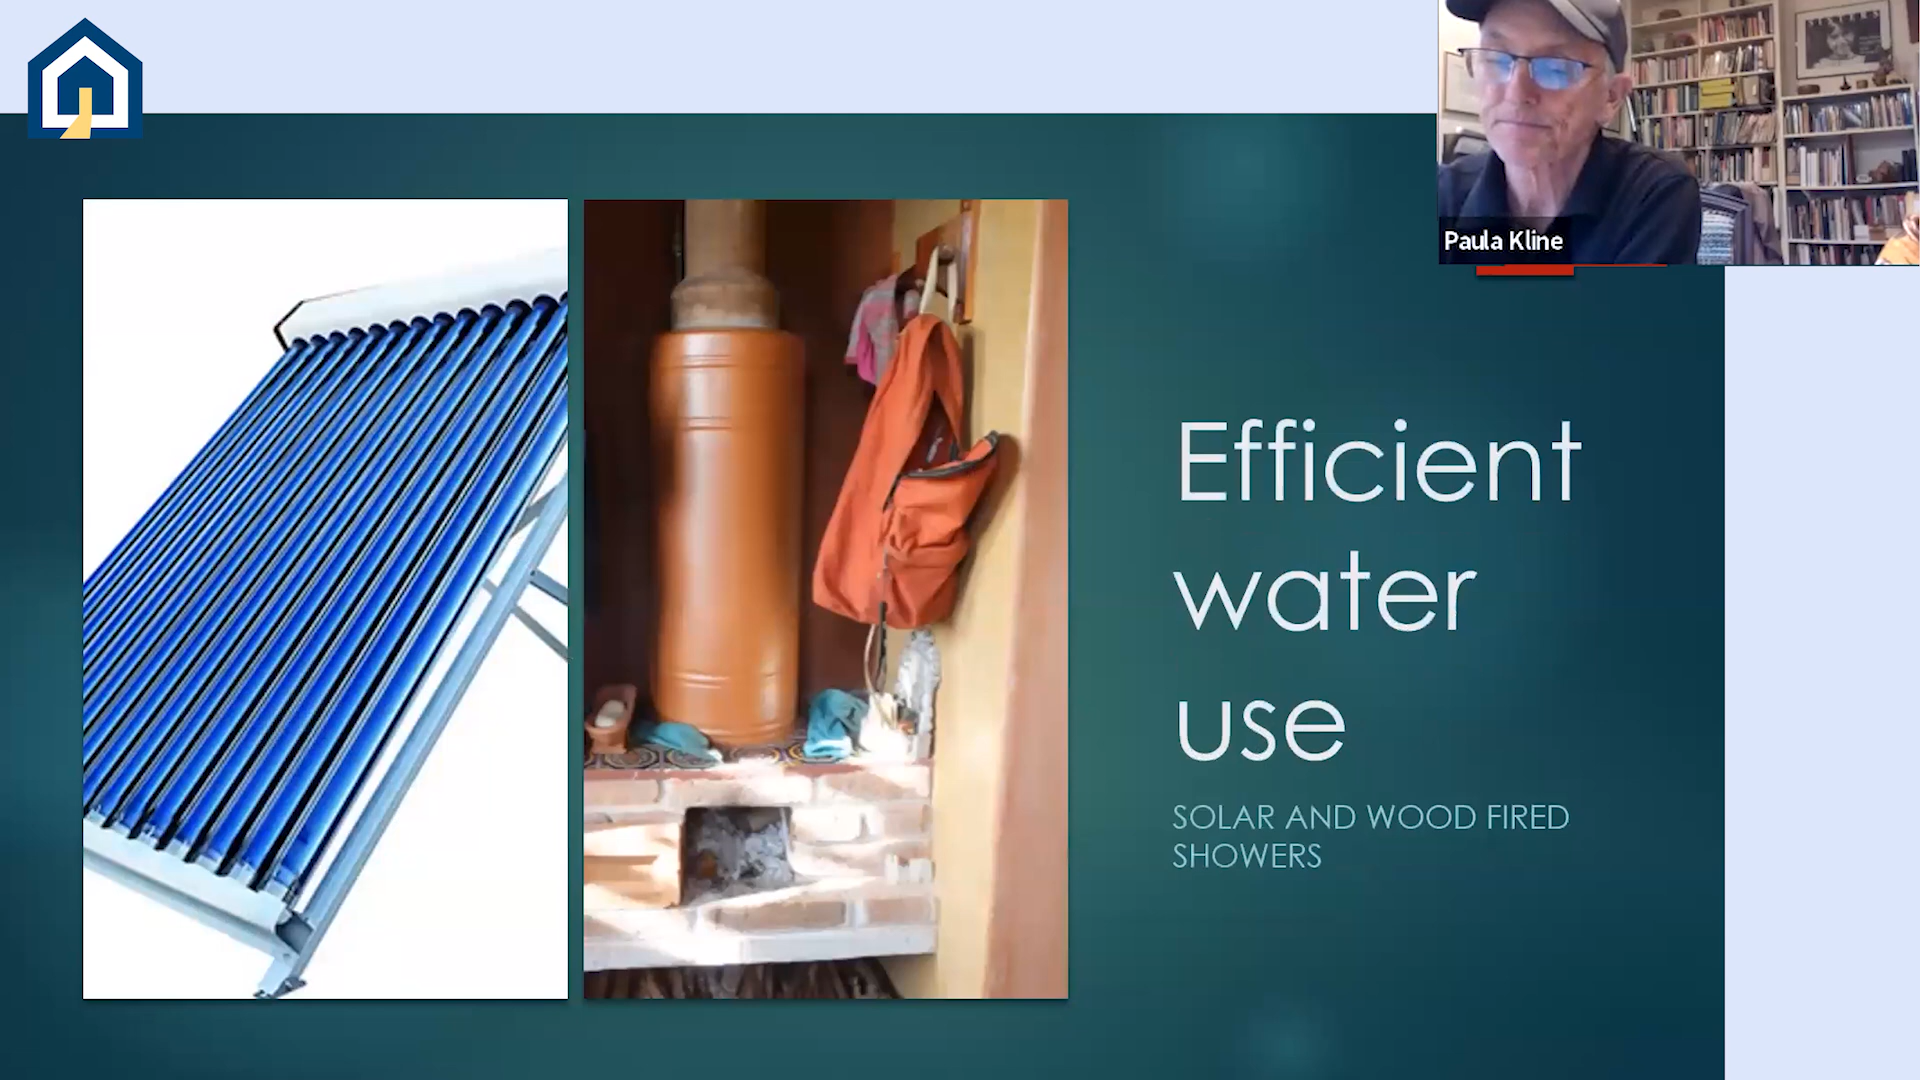 Paula Kline
Efficient
water
use
SOLAR AND WOOD FIRED
SHOWERS